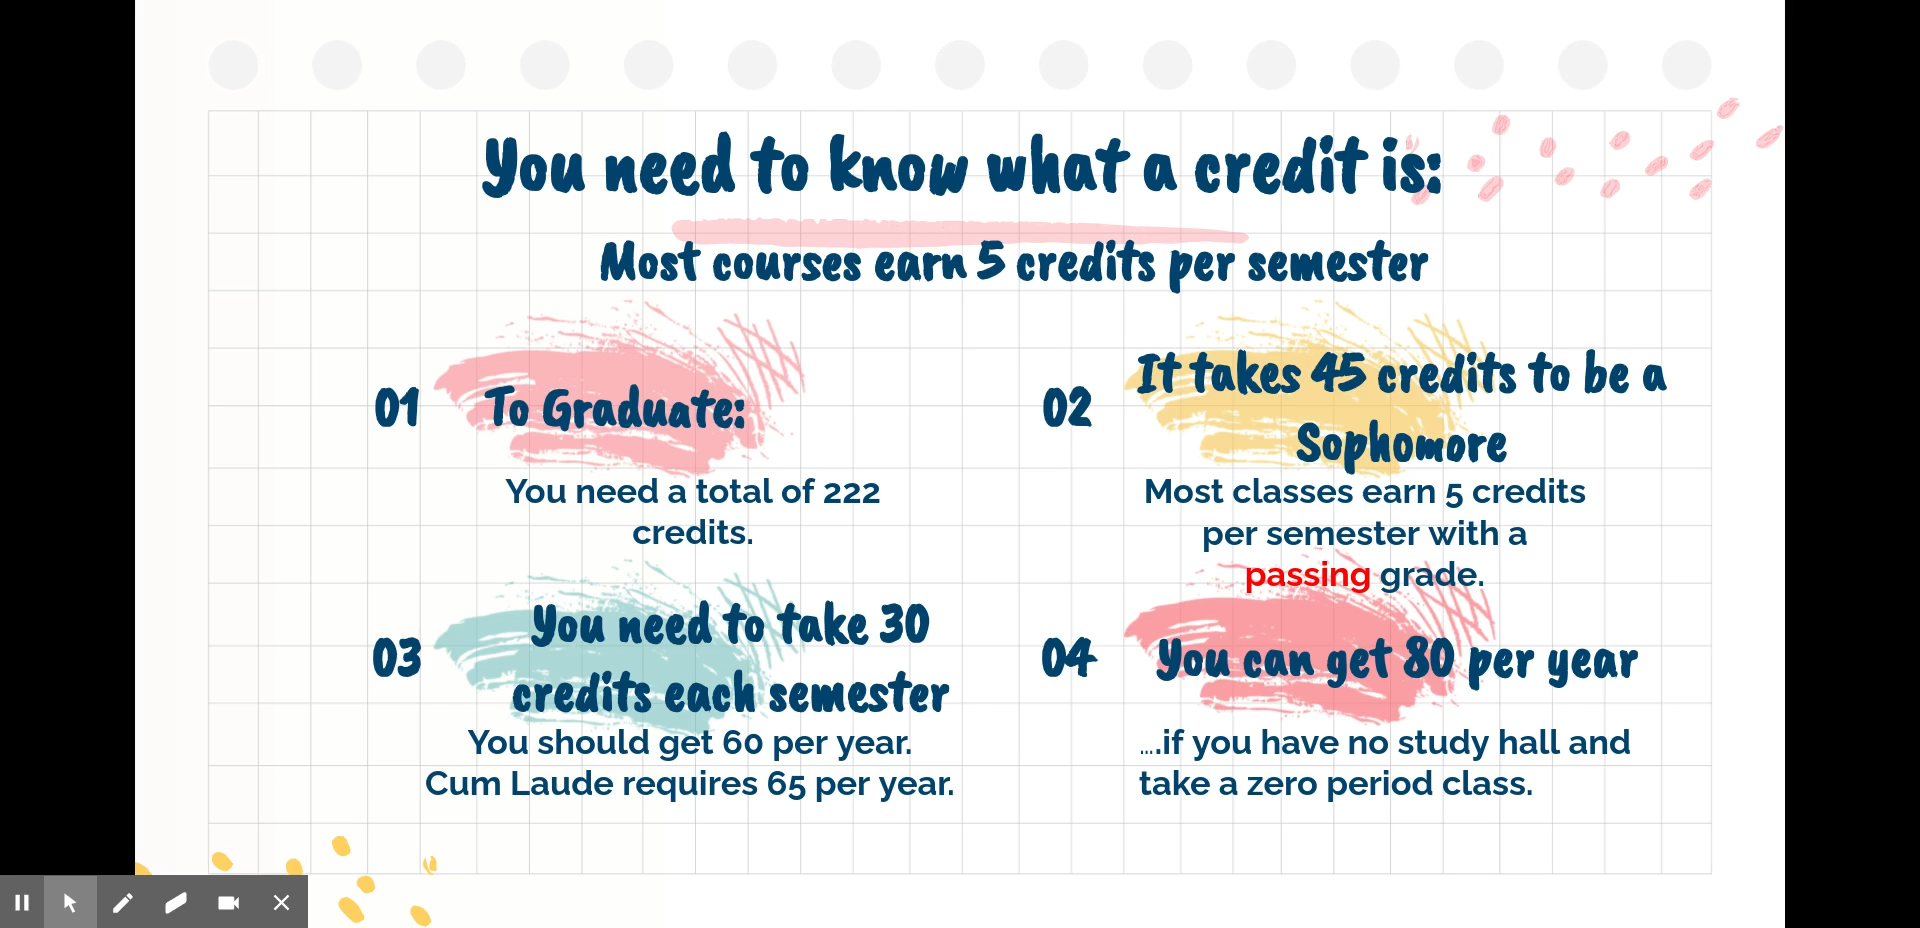 You need to know what a credit is:
Most courses earn 5 credits per semester
01
To Graduate:
You need a total of 222
credits.
02
It takes 45 credits to be a
Sophomore
Most classes earn 5 credits
per semester with a
passing grade.
03
You need to take 30
credits each semester
You should get 60 per year.
Cum Laude requires 65 per year.
04
You can get 80 per year
....if you have no study hall and
take a zero period class.